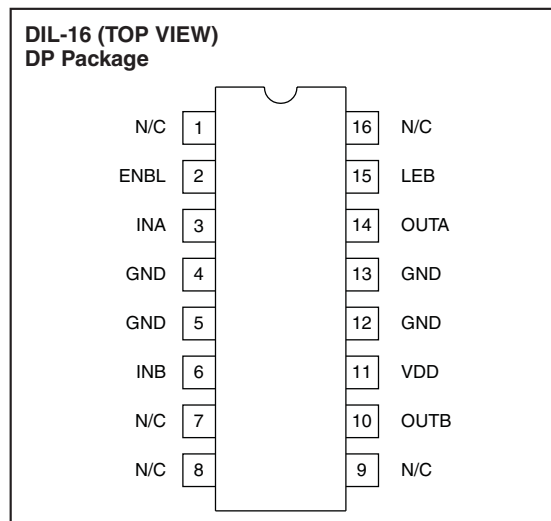 DIL-16 (TOP VIEW)
DP Package
N/C 1 16 N/C
ENBL 2 15 LEB
INA 3 14 OUTA
GND 4 13 GND
GND 5 12 GND
INB 6 11 VDD
N/C 7 10 OUTB
N/C 8 9 N/C